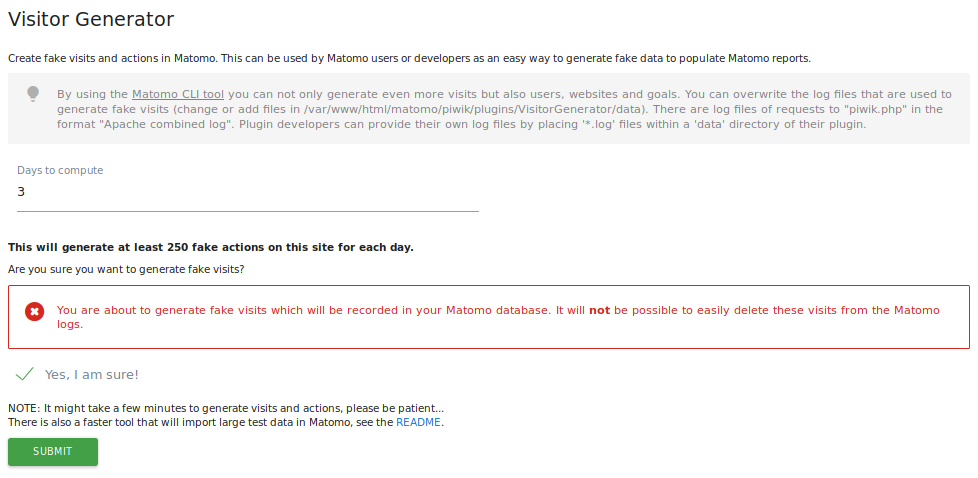 Visitor Generator
Create fake visits and actions in Matomo. This can be used by Matomo users or developers as an easy way to generate fake data to populate Matomo reports.
By using the Matomo CLI tool you can not only generate even more visits but also users, websites and goals. You can overwrite the log files that are used to
generate fake visits (change or add files in /var/www/html/matomo/piwik/plugins/VisitorGenerator/data). There are log files of requests to "piwik.php" in the
format "Apache combined log". Plugin developers can provide their own log files by placing '*.log' files within a 'data' directory of their plugin.
Days to compute
3
This will generate at least 250 fake actions on this site for each day.
Are you sure you want to generate fake visits?
You are about to generate fake visits which will be recorded in your Matomo database. It will not be possible to easily delete these visits from the Matomo
logs.
Yes, I am sure!
NOTE: It might take a few minutes to generate visits and actions, please be patient...
There is also a faster tool that will import large test data in Matomo, see the README.
SUBMIT